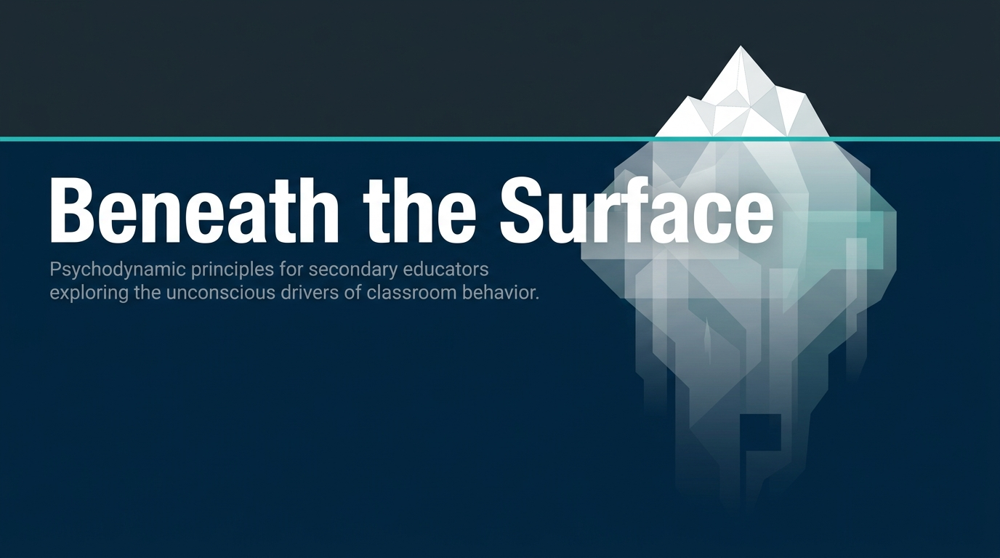 Beneath the Surface
Psychodynamic principles for secondary educators
exploring the unconscious drivers of classroom behavior.